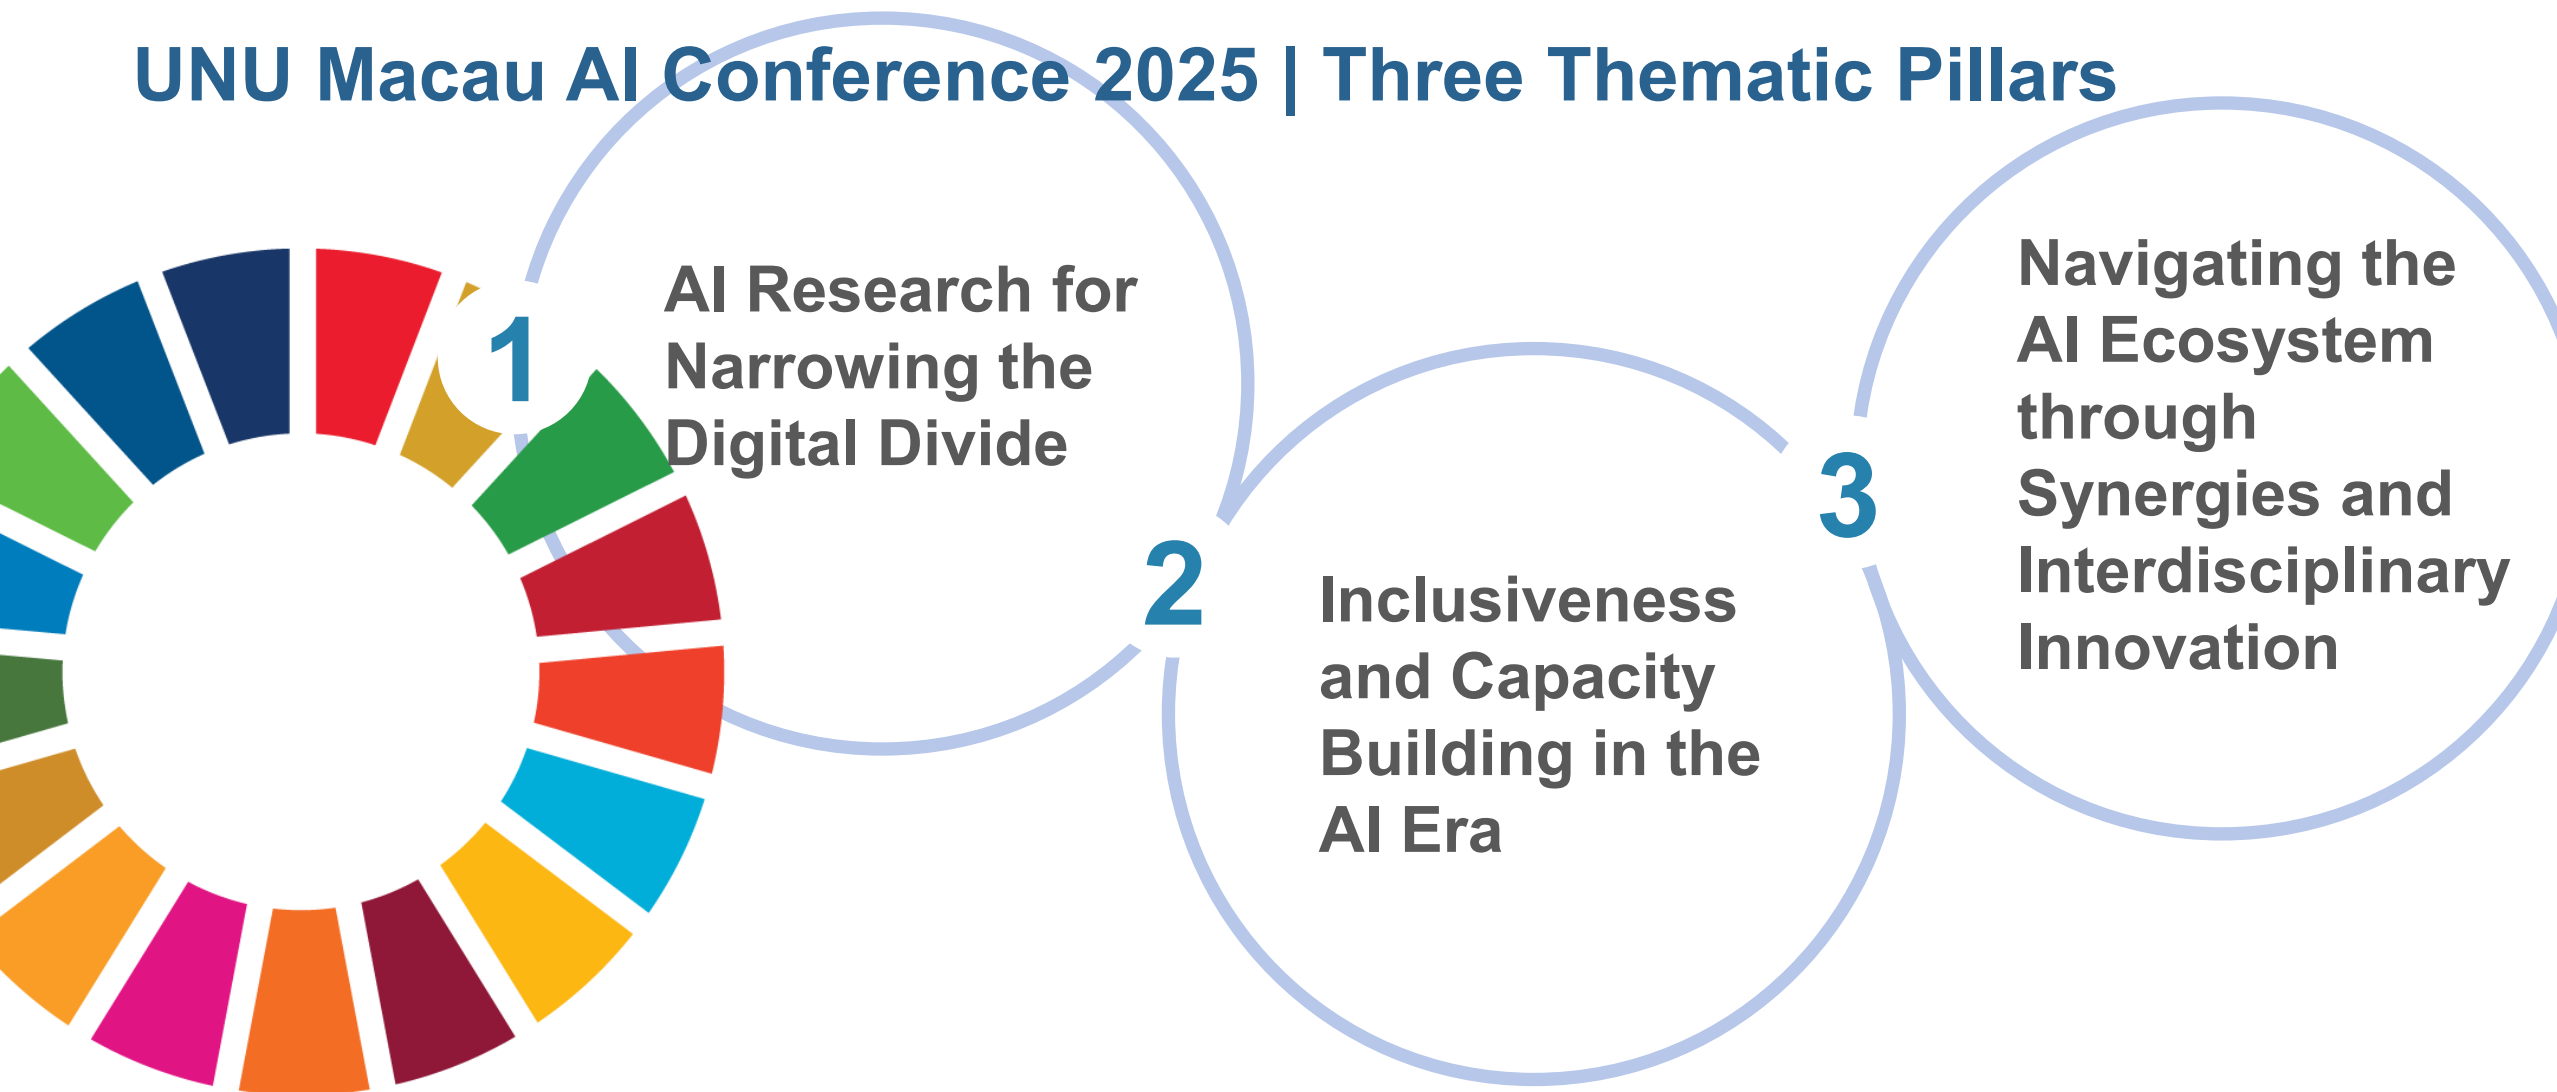 UNU Macau AI Conference 2025 | Three Thematic Pillars
1
AI Research for
Narrowing the
Digital Divide
2
Inclusiveness
and Capacity
Building in the
AI Era
3
Navigating the
AI Ecosystem
through
Synergies and
Interdisciplinary
Innovation